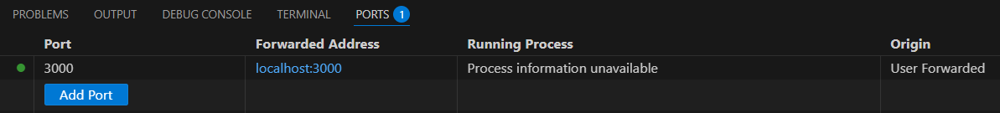 PROBLEMS OUTPUT DEBUG CONSOLE TERMINAL PORTS 1
Port Forwarded Address Running Process Origin
3000 localhost:3000 Process information unavailable User Forwarded
Add Port